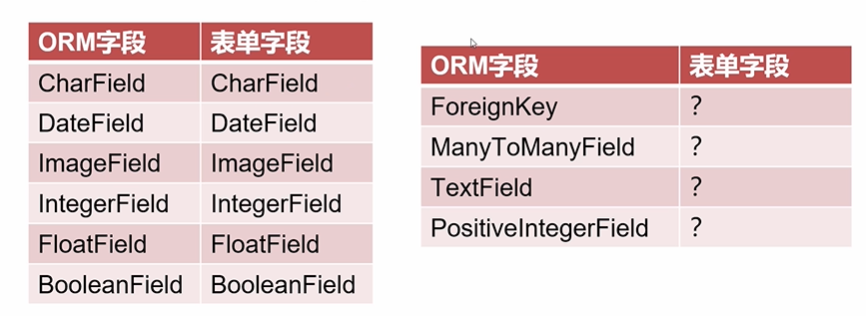 ORM字段 表单字段
CharField CharField
DateField DateField
ImageField ImageField
IntegerField IntegerField
FloatField FloatField
BooleanField BooleanField
ORM字段 表单字段
ForeignKey ?
ManyToManyField ?
TextField ?
PositiveIntegerField ?